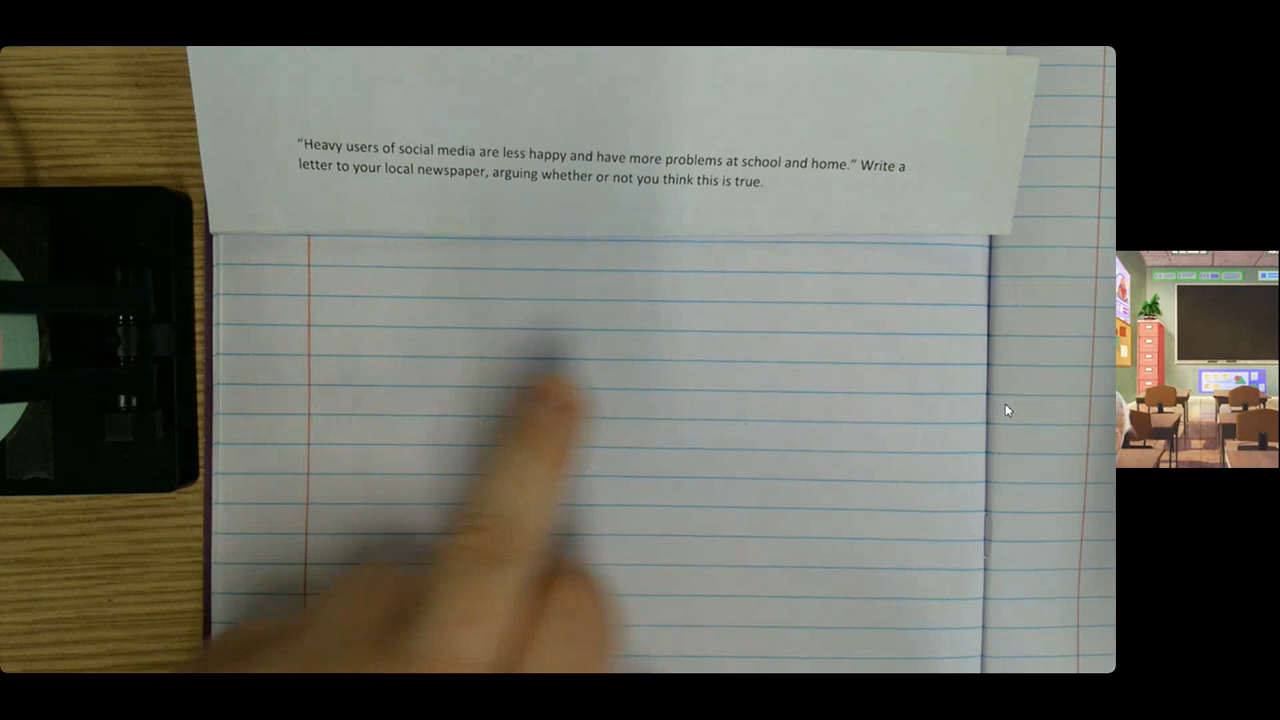 “Heavy users of social media are less happy and have more problems at school and home.” Write a
letter to your local newspaper, arguing whether or not you think this is true.